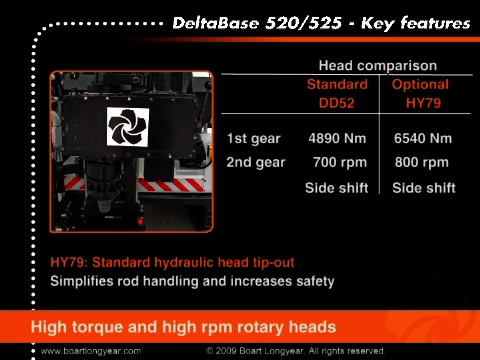 DeltaBase 520/525 - Key features
Head comparison
Standard Optional
DD52 HY79
1st gear 4890 Nm 6540 Nm
2nd gear 700 rpm 800 rpm
Side shift Side shift
HY79: Standard hydraulic head tip-out
Simplifies rod handling and increases safety
High torque and high rpm rotary heads
www.boartlongyear.com © 2009 Boart Longyear. All rights reserved.